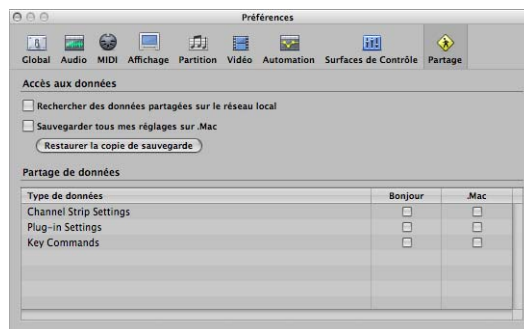 Préférences
Global Audio MIDI Affichage Partition Vidéo Automation Surfaces de Contrôle Partage
Accès aux données
Rechercher des données partagées sur le réseau local
Sauvegarder tous mes réglages sur .Mac
Restaurer la copie de sauvegarde
Partage de données
Type de données Bonjour .Mac
Channel Strip Settings
Plug-in Settings
Key Commands